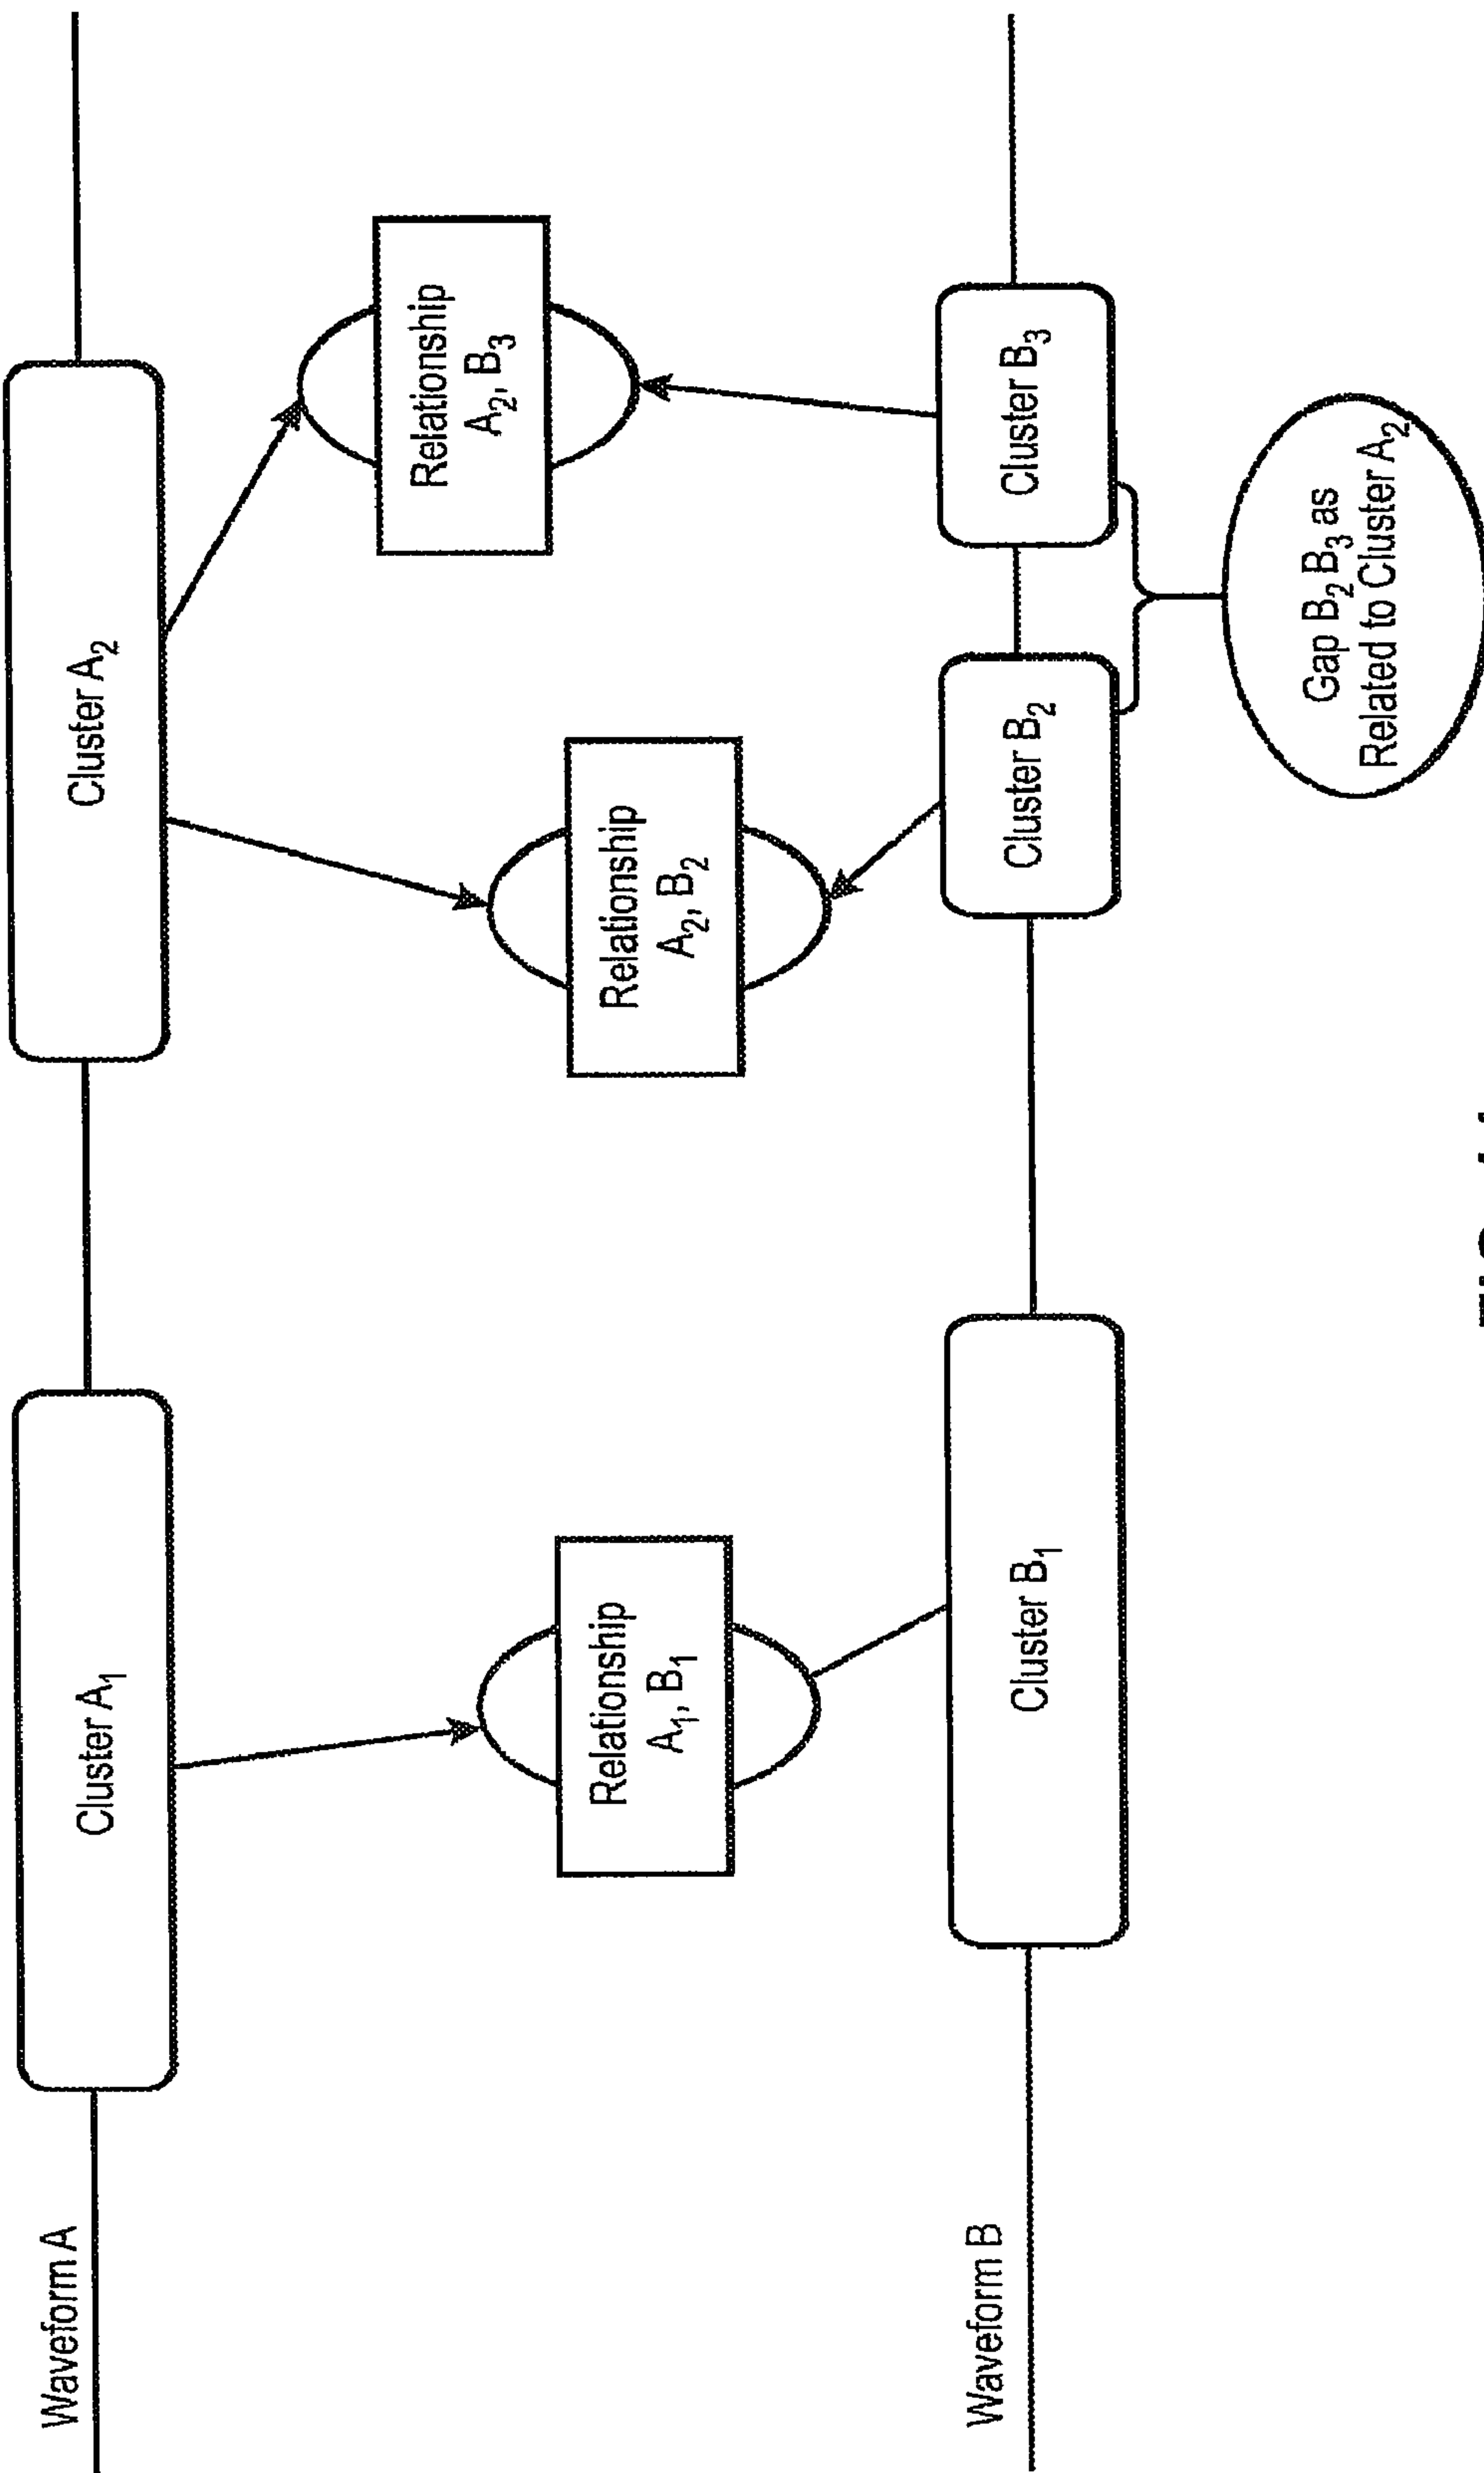 Waveform A
Cluster A₁
Cluster A₂
Relationship
A₁, B₁
Relationship
A₂, B₂
Relationship
A₂, B₃
Waveform B
Cluster B₁
Cluster B₂
Cluster B₃
Gap B₂ B₃ as
Related to Cluster A₂